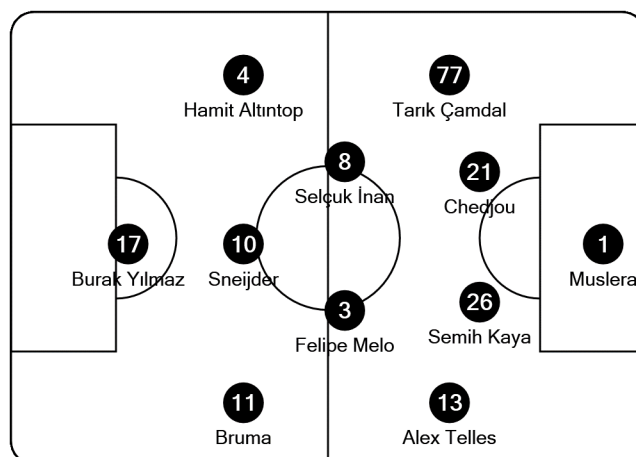 4
Hamit Altıntop
77
Tarık Çamdal
8
Selçuk İnan
21
Chedjou
17
Burak Yılmaz
10
Sneijder
1
Muslera
3
Felipe Melo
26
Semih Kaya
11
Bruma
13
Alex Telles